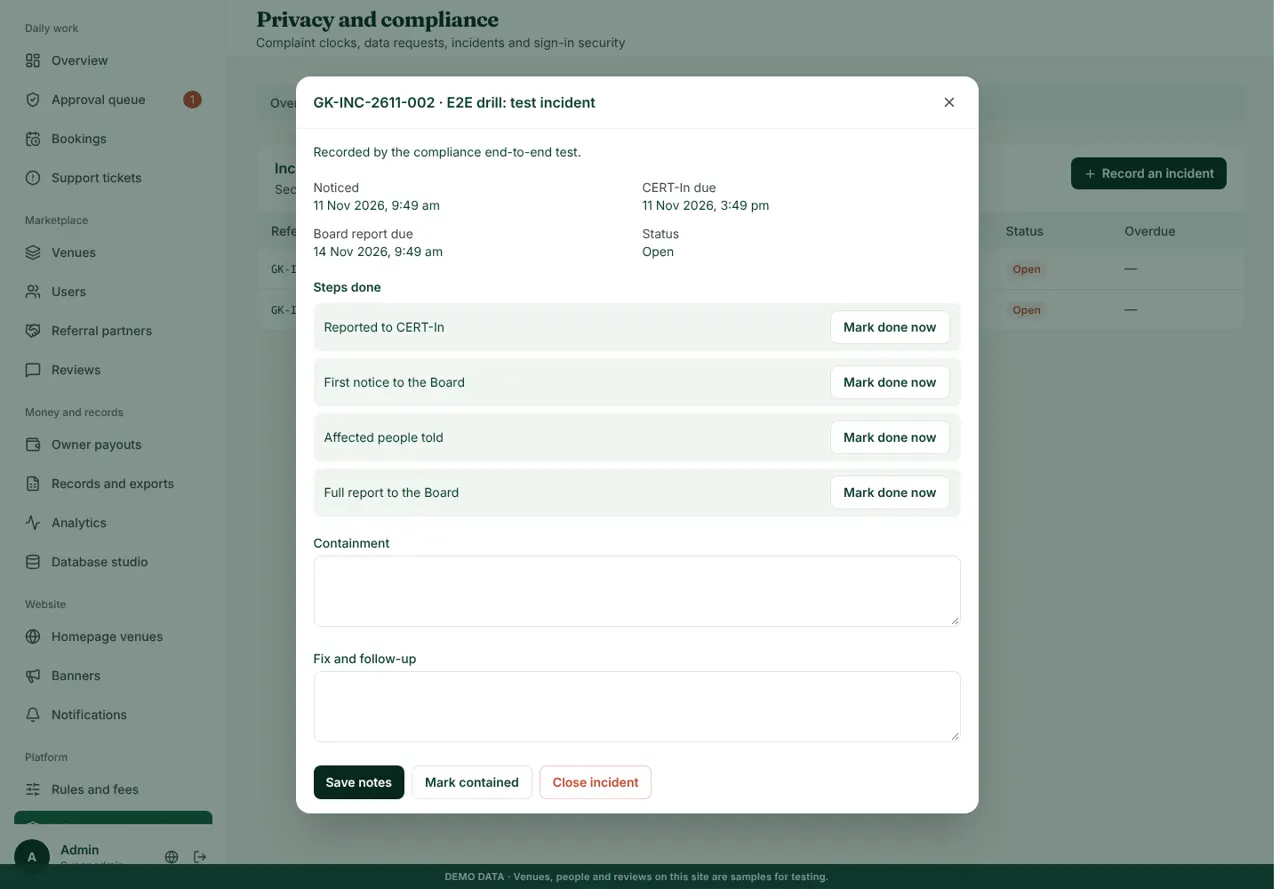 Daily work
Overview
Approval queue 1
Bookings
Support tickets
Marketplace
Venues
Users
Referral partners
Reviews
Money and records
Owner payouts
Records and exports
Analytics
Database studio
Website
Homepage venues
Banners
Notifications
Platform
Rules and fees
A Admin
Privacy and compliance
Complaint clocks, data requests, incidents and sign-in security
+ Record an incident
Status Overdue
Open —
Open —
GK-INC-2611-002 · E2E drill: test incident
Recorded by the compliance end-to-end test.
Noticed CERT-In due
11 Nov 2026, 9:49 am 11 Nov 2026, 3:49 pm
Board report due Status
14 Nov 2026, 9:49 am Open
Steps done
Reported to CERT-In Mark done now
First notice to the Board Mark done now
Affected people told Mark done now
Full report to the Board Mark done now
Containment
Fix and follow-up
Save notes Mark contained Close incident
DEMO DATA · Venues, people and reviews on this site are samples for testing.